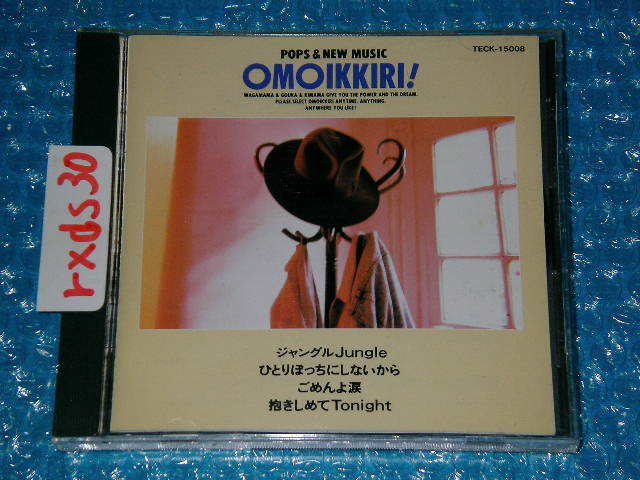 TECK-15008
POPS & NEW MUSIC
OMOIKKIRI!
WAGAMAMA & GOUKA & KIMAMA GIVE YOU THE POWER AND THE DREAM.
PLEASE SELECT OMOIKKIRI ANYTIME, ANYTHING,
ANYWHERE YOU LIKE!
rxds30
ジャングルJungle
ひとりぼっちにしないから
ごめんよ涙
抱きしめてTonight